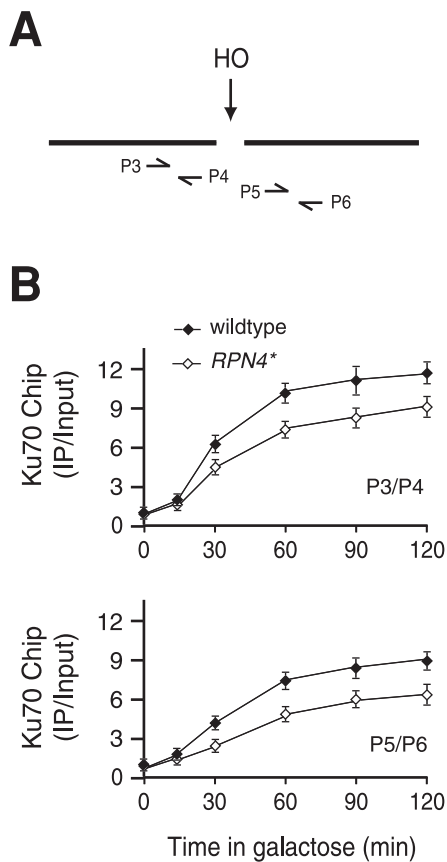 A
HO
P3
P4
P5
P6
B
wildtype
RPN4*
Ku70 Chip
(IP/Input)
12
9
6
3
0
P3/P4
0 30 60 90 120
Ku70 Chip
(IP/Input)
12
9
6
3
0
P5/P6
0 30 60 90 120
Time in galactose (min)